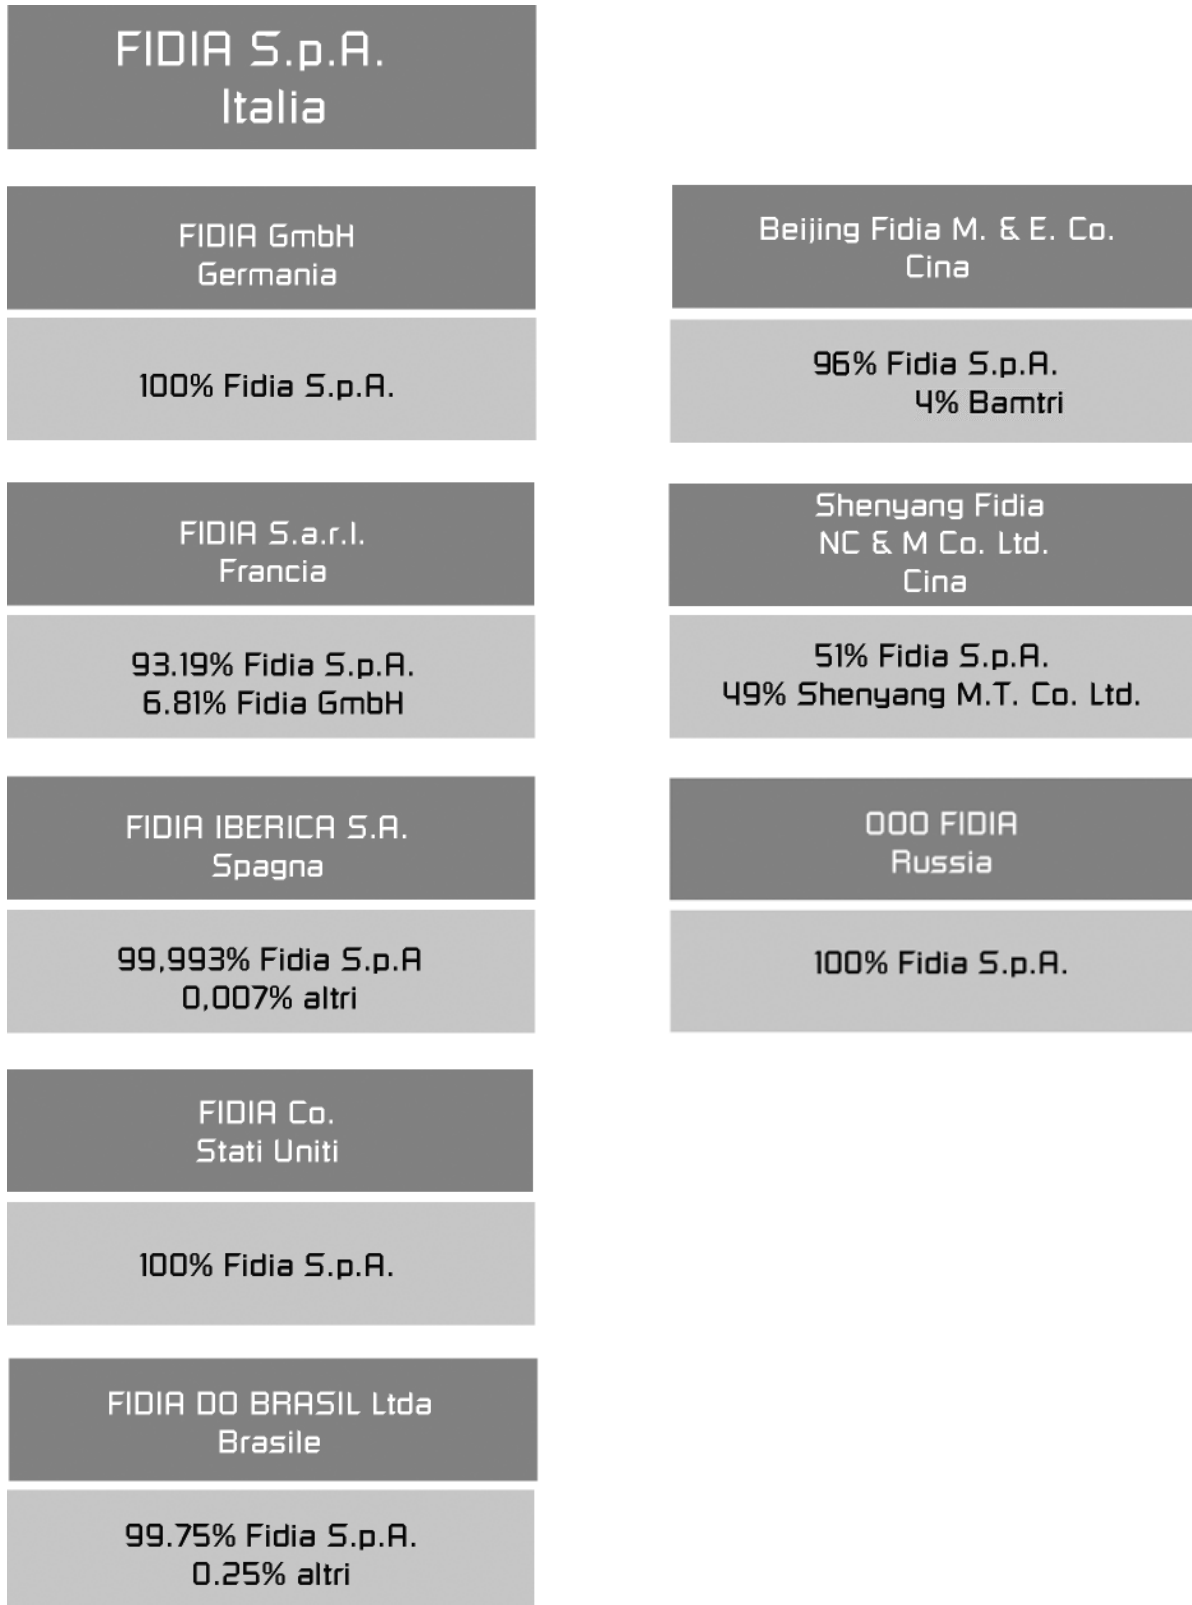 FIDIA S.p.A.
Italia
FIDIA GmbH
Germania
100% Fidia S.p.A.
FIDIA S.a.r.l.
Francia
93.19% Fidia S.p.A.
6.81% Fidia GmbH
FIDIA IBERICA S.A.
Spagna
99,993% Fidia S.p.A
0,007% altri
FIDIA Co.
Stati Uniti
100% Fidia S.p.A.
FIDIA DO BRASIL Ltda
Brasile
99.75% Fidia S.p.A.
0.25% altri
Beijing Fidia M. & E. Co.
Cina
96% Fidia S.p.A.
4% Bamtri
Shenyang Fidia
NC & M Co. Ltd.
Cina
51% Fidia S.p.A.
49% Shenyang M.T. Co. Ltd.
OOO FIDIA
Russia
100% Fidia S.p.A.